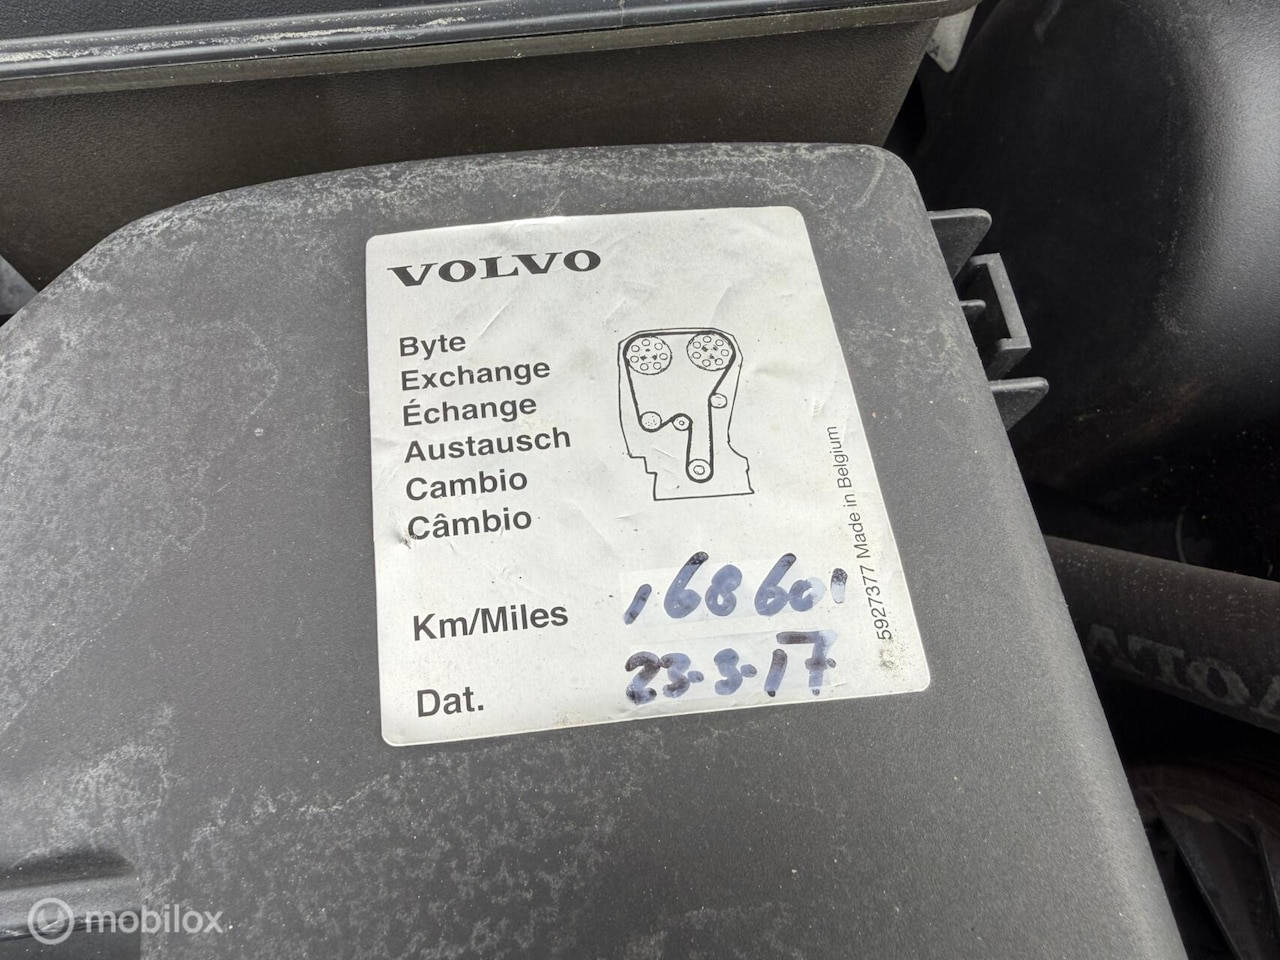 VOLVO
Byte
Exchange
Échange
Austausch
Cambio
Câmbio
Km/Miles 168601
Dat. 23-3-17
5927377 Made in Belgium
VOLVO
mobilox